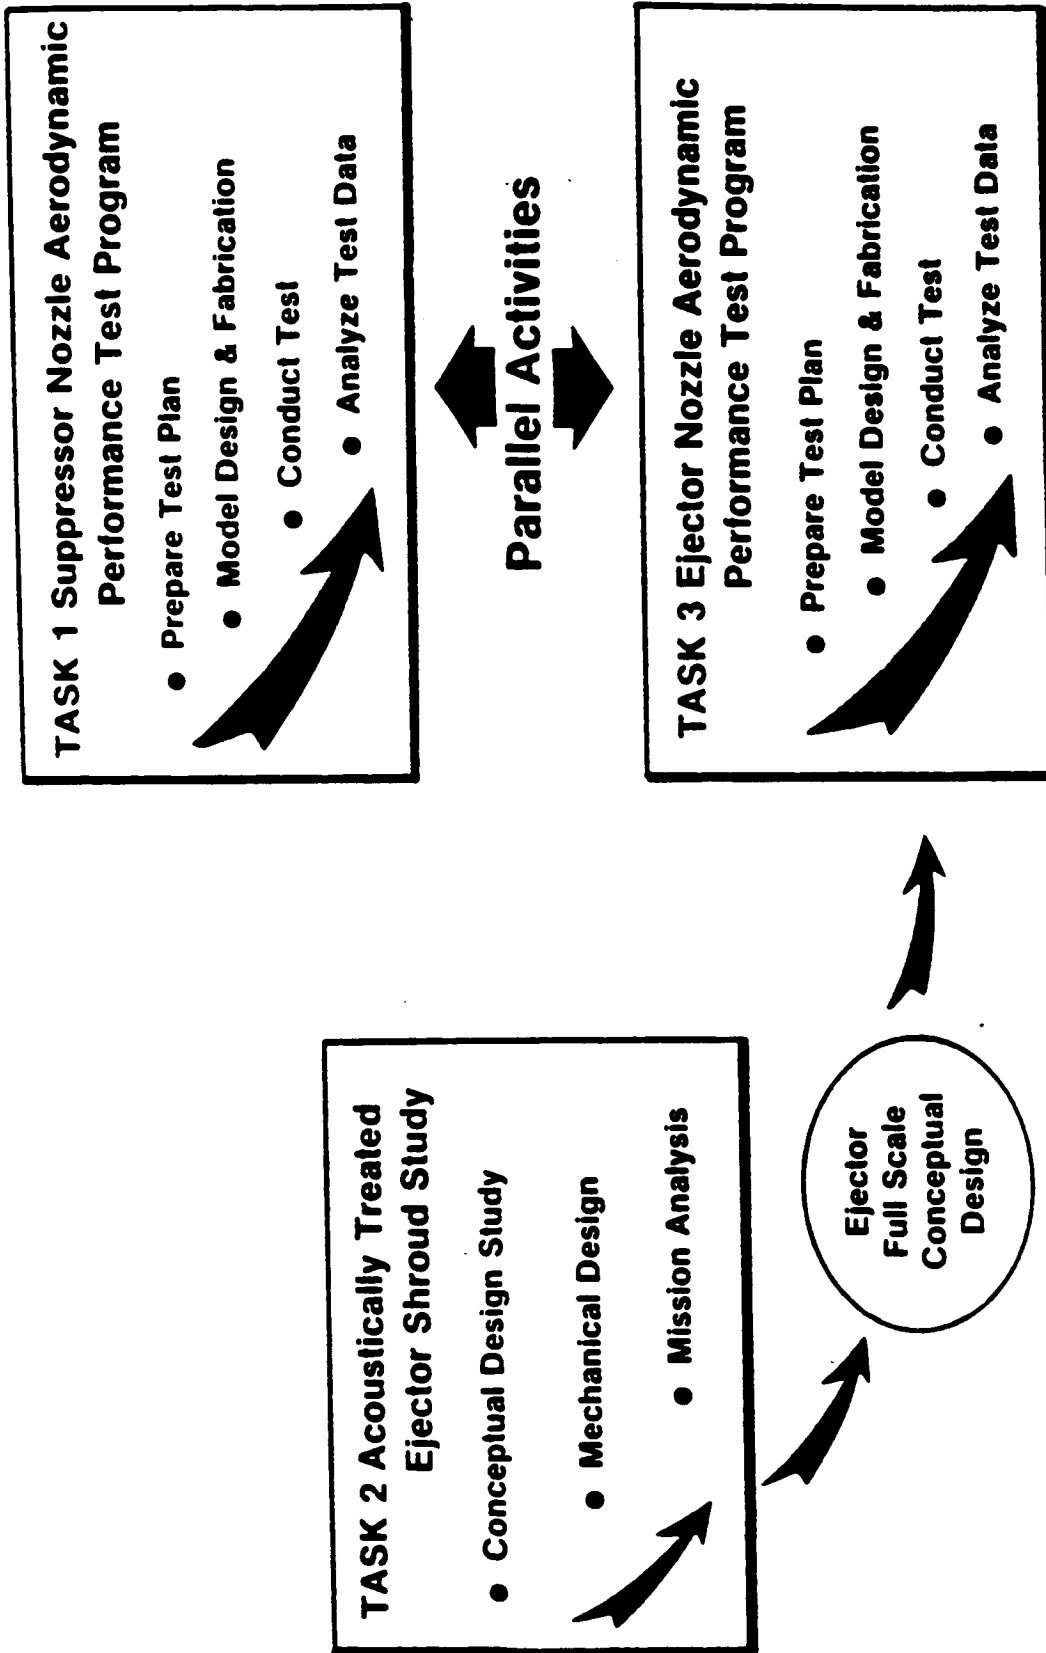 TASK 1 Suppressor Nozzle Aerodynamic
Performance Test Program
● Prepare Test Plan
● Model Design & Fabrication
● Conduct Test
● Analyze Test Data
Parallel Activities
TASK 2 Acoustically Treated
Ejector Shroud Study
● Conceptual Design Study
● Mechanical Design
● Mission Analysis
Ejector
Full Scale
Conceptual
Design
TASK 3 Ejector Nozzle Aerodynamic
Performance Test Program
● Prepare Test Plan
● Model Design & Fabrication
● Conduct Test
● Analyze Test Data